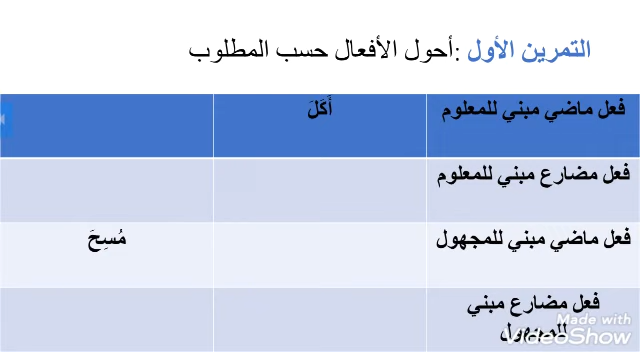 التمرين الأول :أحول الأفعال حسب المطلوب
فعل ماضي مبني للمعلوم أَكَلَ
فعل مضارع مبني للمعلوم
فعل ماضي مبني للمجهول مُسِحَ
فعل مضارع مبني
للمجهول
Made with
VideoShow